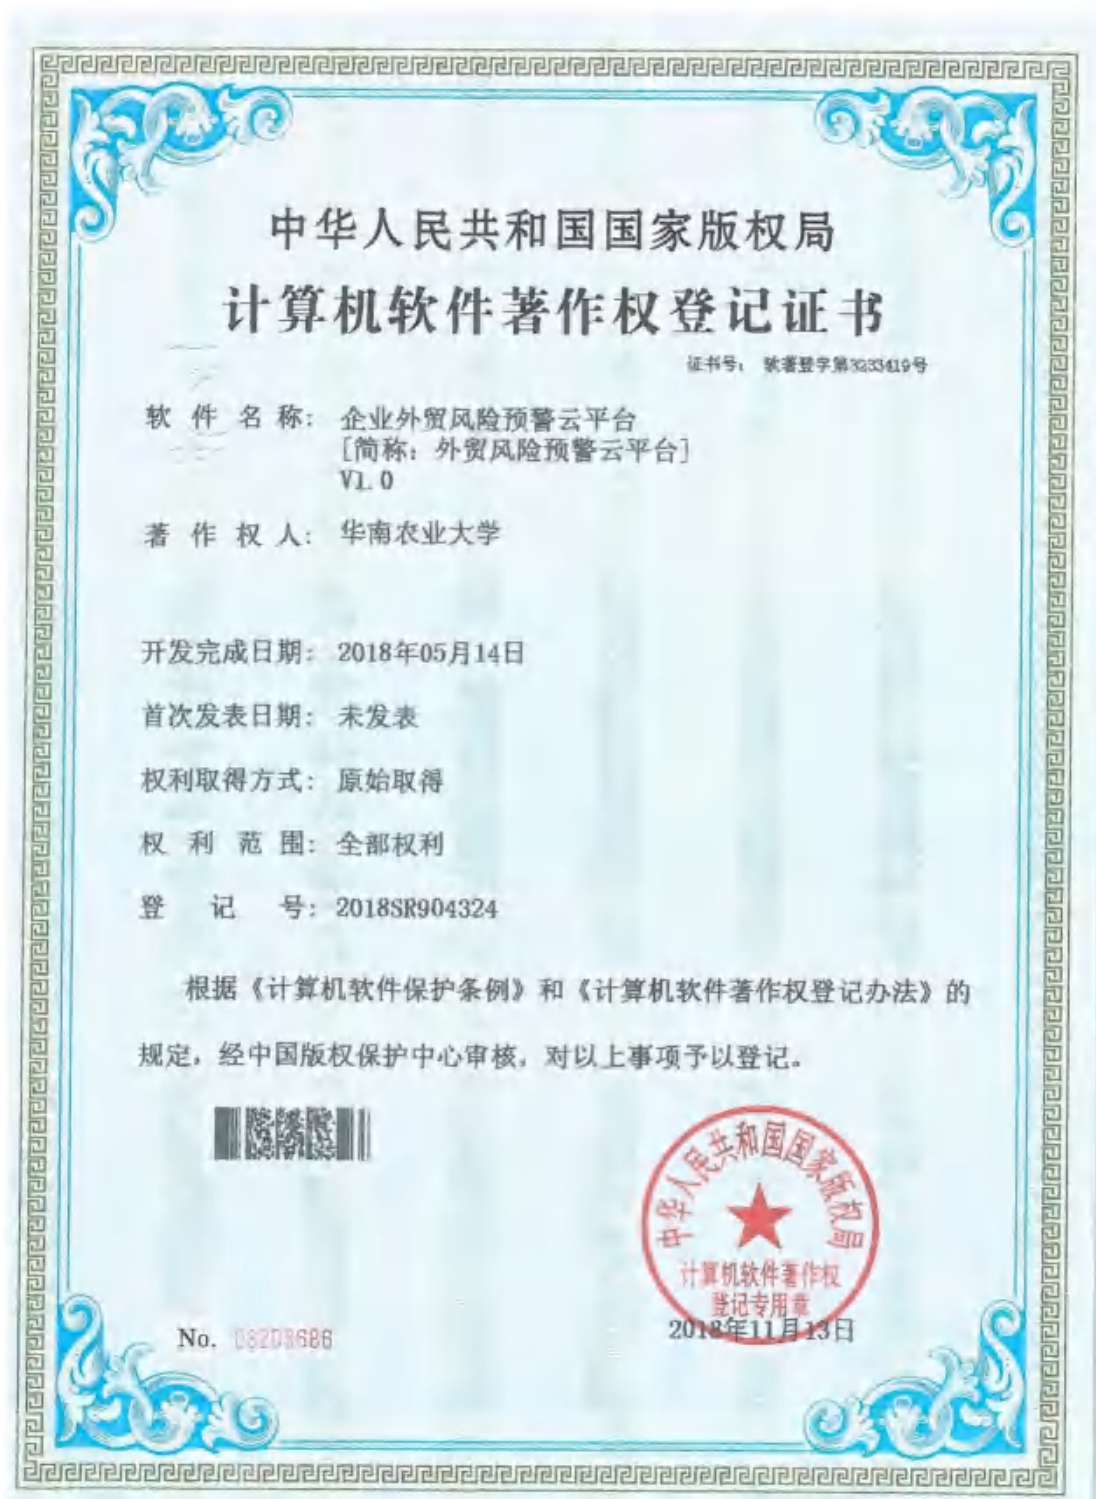 中华人民共和国国家版权局
计算机软件著作权登记证书
证书号： 软著登字第3233419号
软件名称： 企业外贸风险预警云平台
[简称：外贸风险预警云平台]
V1.0
著作权人： 华南农业大学
开发完成日期： 2018年05月14日
首次发表日期： 未发表
权利取得方式： 原始取得
权利范围： 全部权利
登记号： 2018SR904324
根据《计算机软件保护条例》和《计算机软件著作权登记办法》的
规定，经中国版权保护中心审核，对以上事项予以登记。
中华人民共和国国家版权局
计算机软件著作权
登记专用章
2018年11月13日
No.